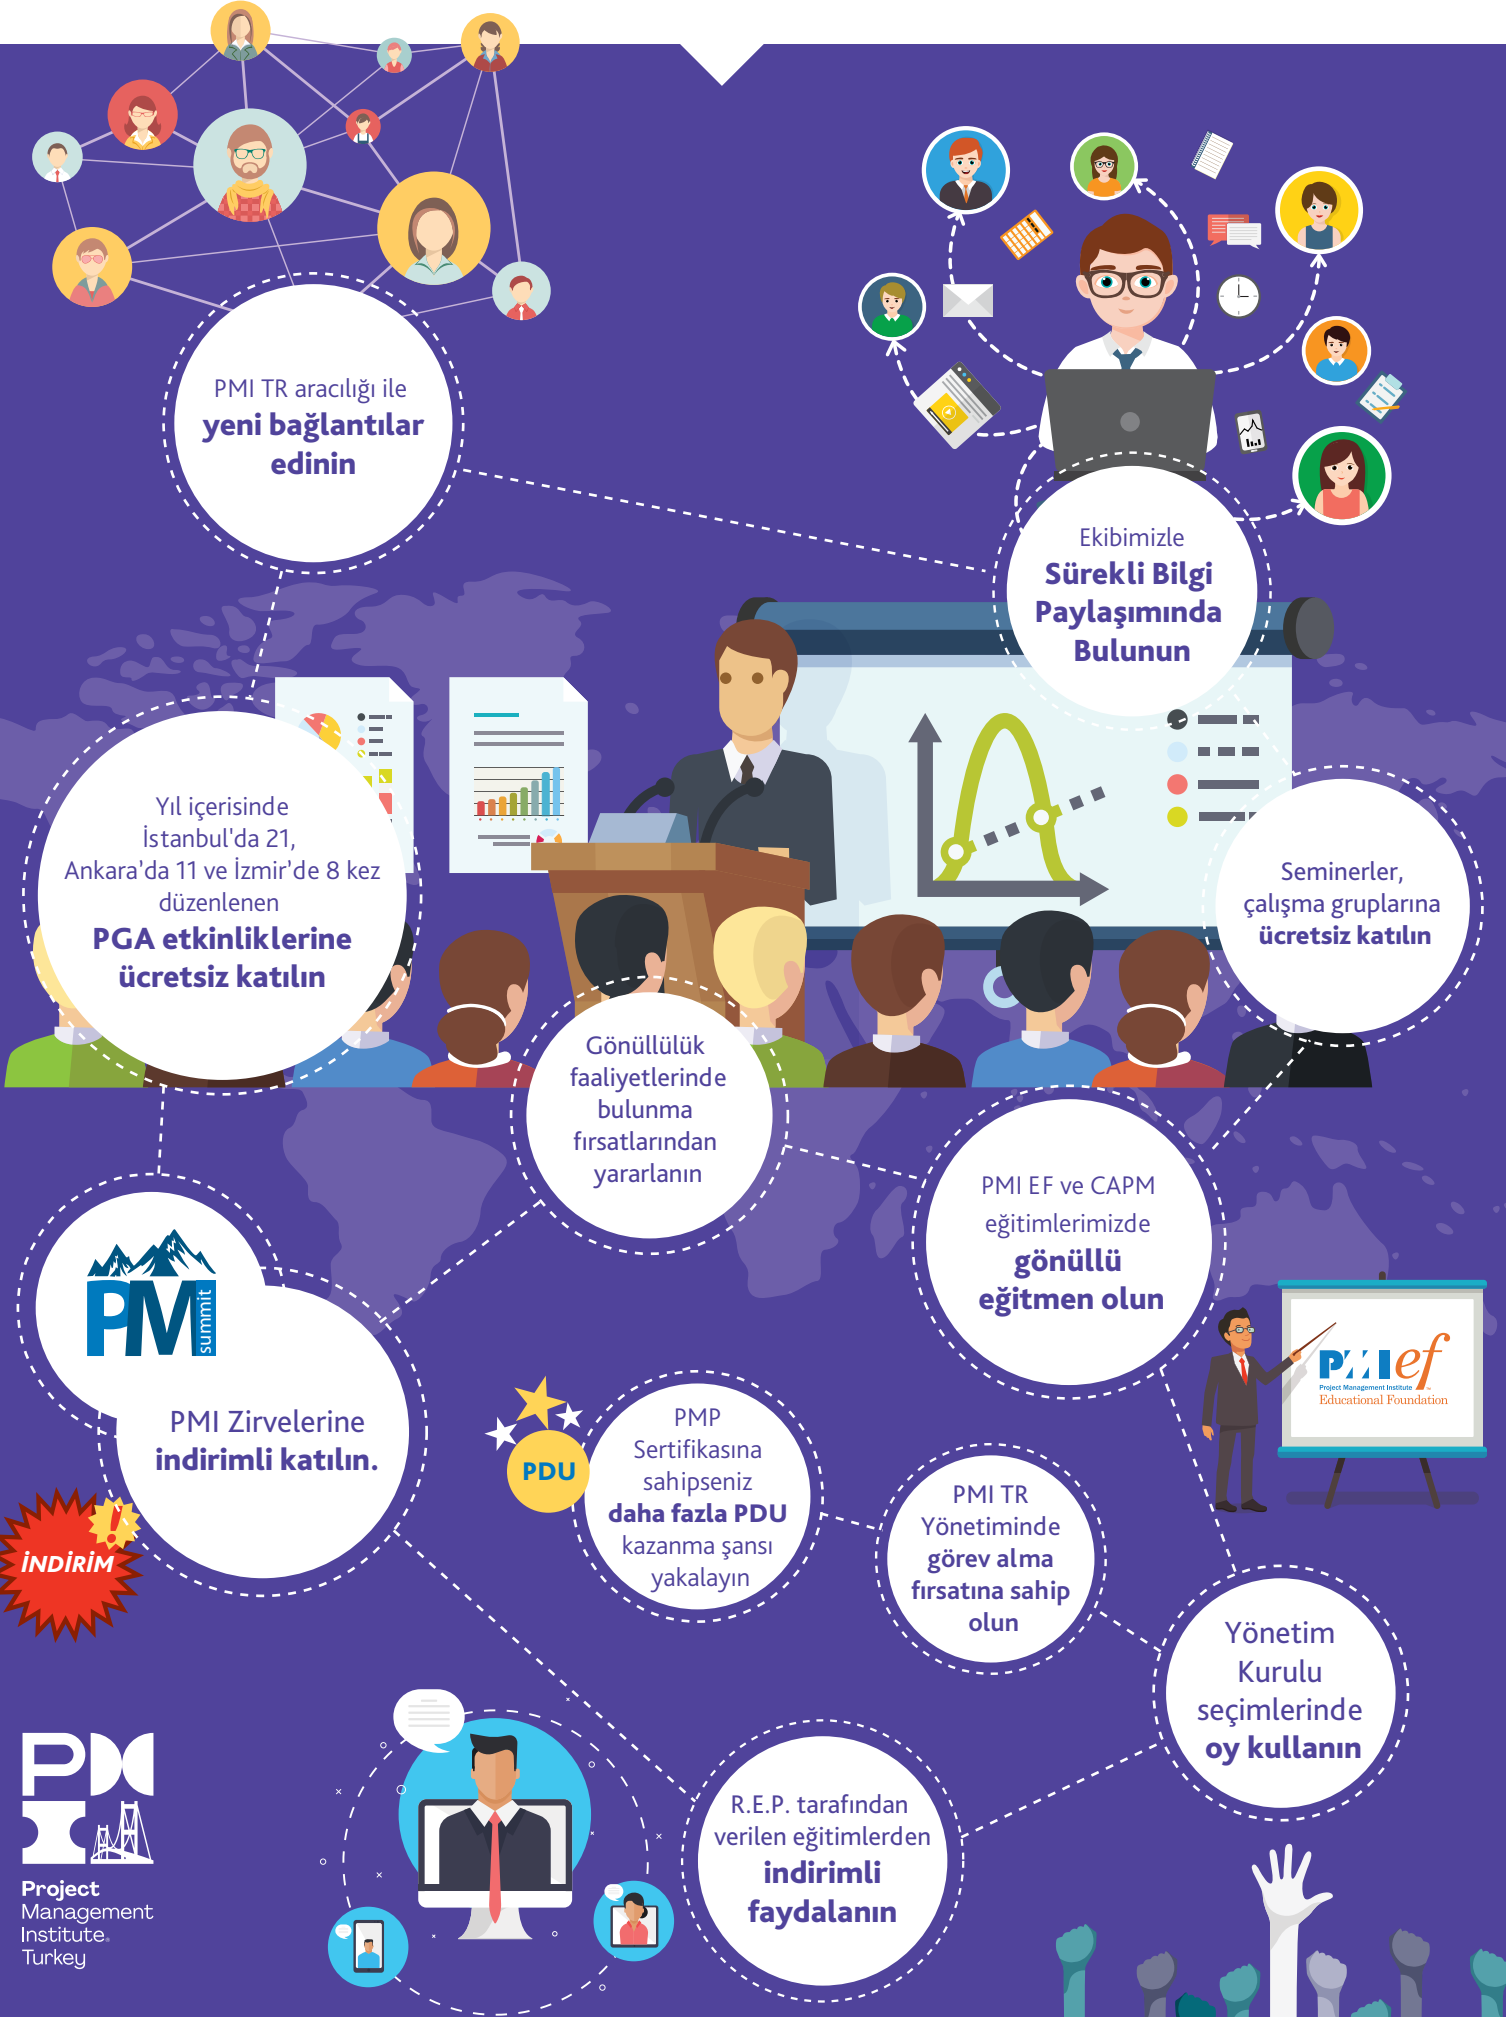 PMI TR aracılığı ile
yeni bağlantılar
edinin
Ekibimizle
Sürekli Bilgi
Paylaşımında
Bulunun
Yıl içerisinde
İstanbul'da 21,
Ankara'da 11 ve İzmir'de 8 kez
düzenlenen
PGA etkinliklerine
ücretsiz katılın
Seminerler,
çalışma gruplarına
ücretsiz katılın
Gönüllülük
faaliyetlerinde
bulunma
fırsatlarından
yararlanın
PMI EF ve CAPM
eğitimlerimizde
gönüllü
eğitmen olun
PM
summit
PMI Zirvelerine
indirimli katılın.
İNDİRİM
PMI ef
Project Management Institute
Educational Foundation
PDU
PMP
Sertifikasına
sahipseniz
daha fazla PDU
kazanma şansı
yakalayın
PMI TR
Yönetiminde
görev alma
fırsatına sahip
olun
Yönetim
Kurulu
seçimlerinde
oy kullanın
R.E.P. tarafından
verilen eğitimlerden
indirimli
faydalanın
Project
Management
Institute.
Turkey